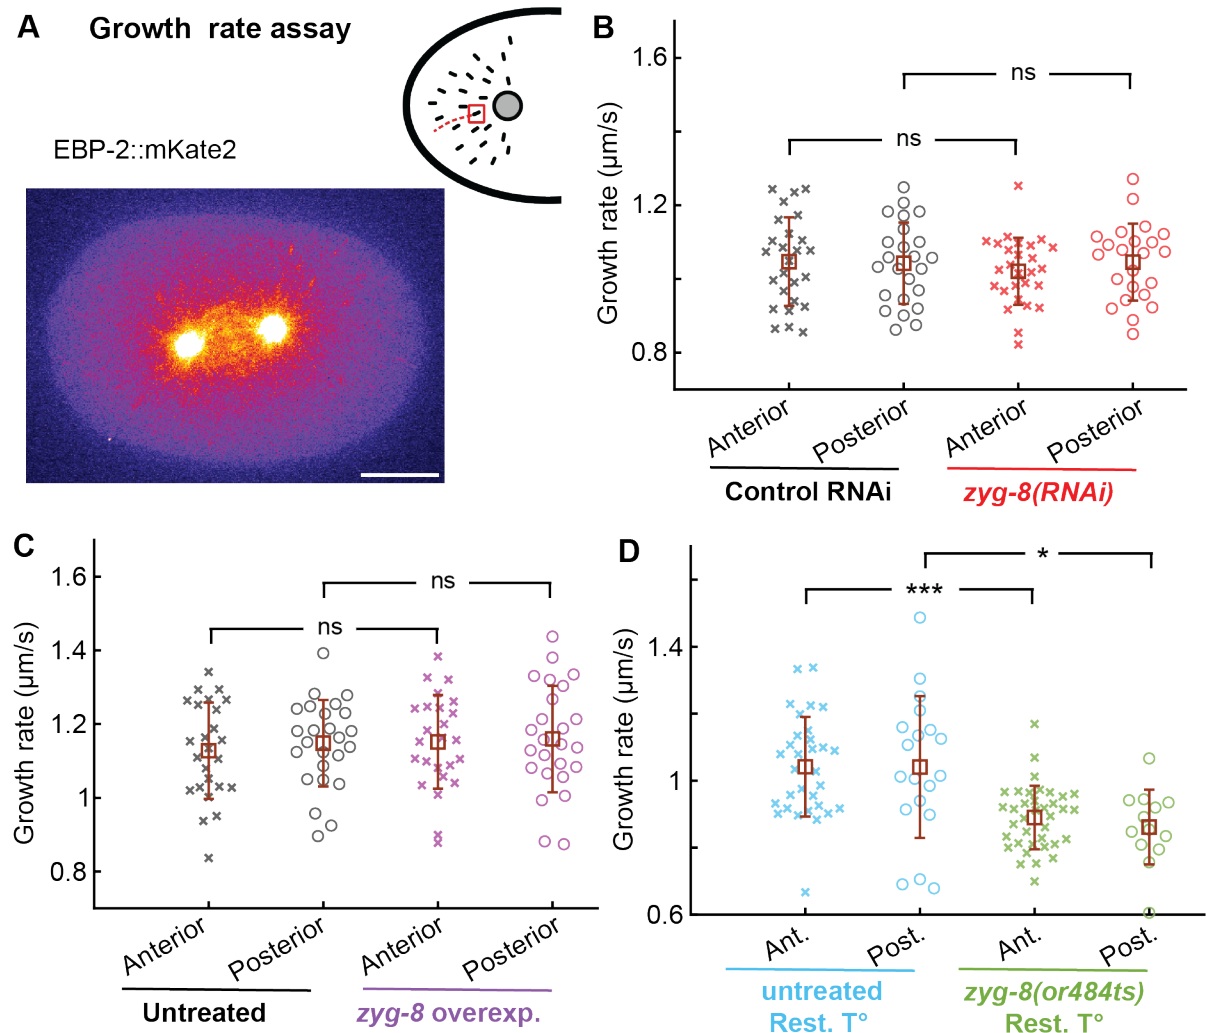 A
Growth rate assay
EBP-2::mKate2
B
Growth rate (µm/s)
1.6
1.2
0.8
ns
ns
Anterior
Posterior
Anterior
Posterior
Control RNAi
zyg-8(RNAi)
C
Growth rate (µm/s)
1.6
1.4
1.2
1
0.8
ns
ns
Anterior
Posterior
Anterior
Posterior
Untreated
zyg-8 overexp.
D
Growth rate (µm/s)
1.4
1
0.6
*
***
Ant.
Post.
Ant.
Post.
untreated
Rest. T°
zyg-8(or484ts)
Rest. T°